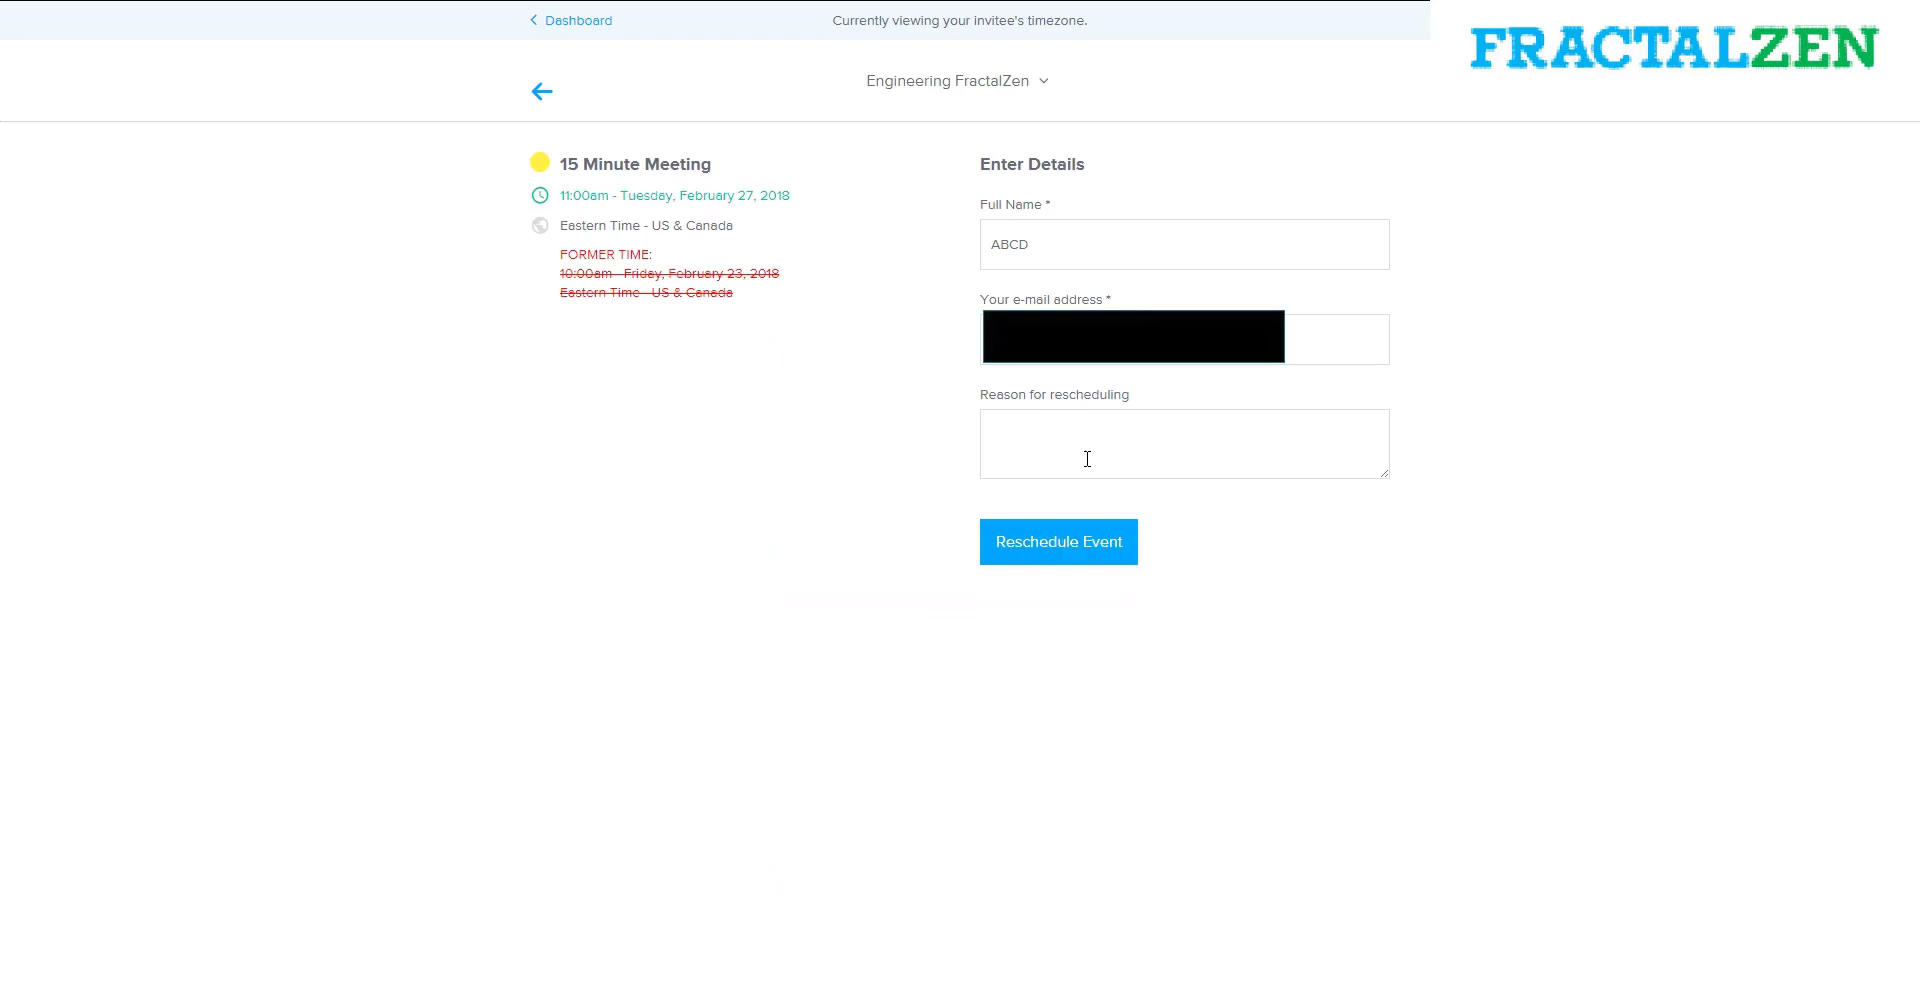 Dashboard
Currently viewing your invitee's timezone.
FRACTALZEN
Engineering FractalZen
15 Minute Meeting
11:00am - Tuesday, February 27, 2018
Eastern Time - US & Canada
FORMER TIME:
10:00am - Friday, February 23, 2018
Eastern Time - US & Canada
Enter Details
Full Name *
ABCD
Your e-mail address *
Reason for rescheduling
Reschedule Event